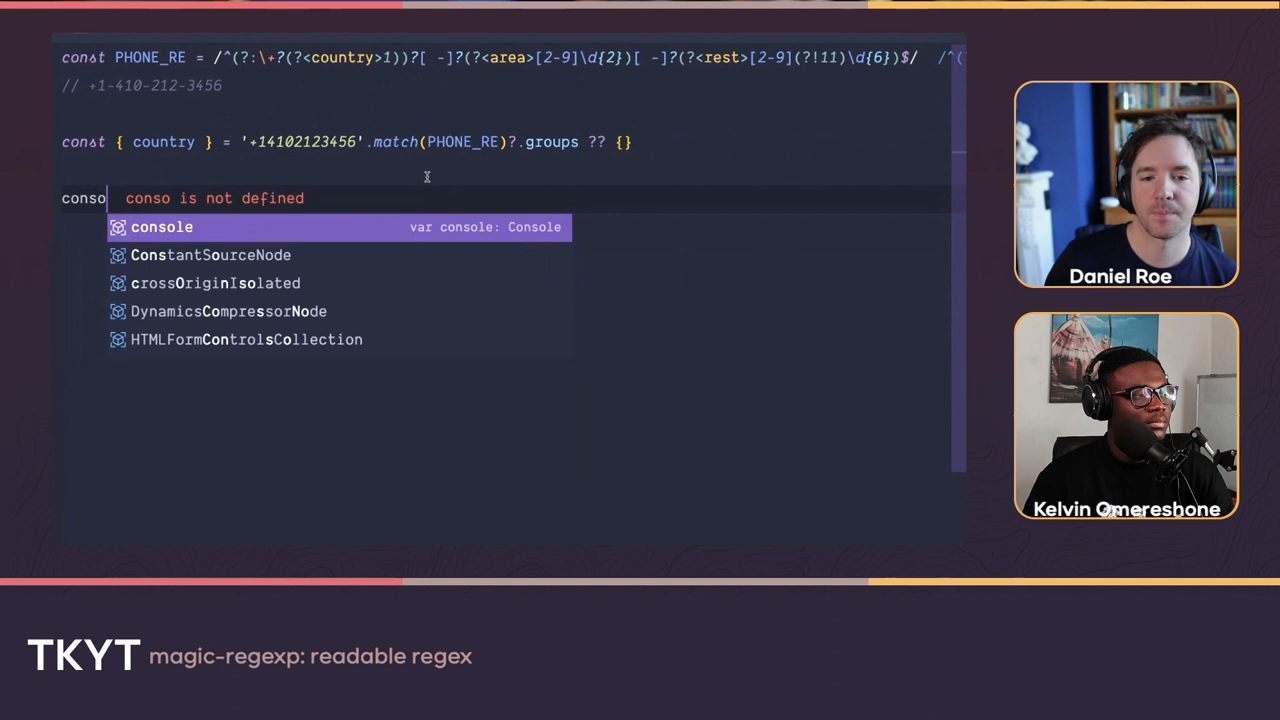 const PHONE_RE = /^(?:\+?(?<country>1))?[ -]?(?<area>[2-9]\d{2})[ -]?(?<rest>[2-9](?!11)\d{6})$/  /^(
// +1-410-212-3456
const { country } = '+14102123456'.match(PHONE_RE)?.groups ?? {}
conso  conso is not defined
console var console: Console
ConstantSourceNode
crossOriginIsolated
DynamicsCompressorNode
HTMLFormControlsCollection
Daniel Roe
Kelvin Omereshone
TKYT magic-regexp: readable regex